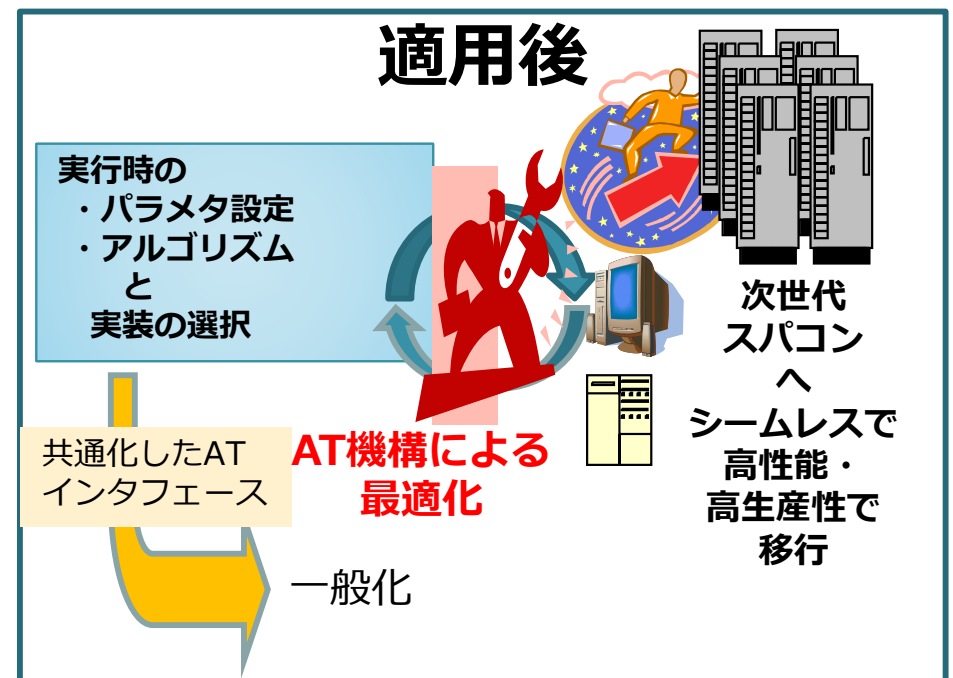 適用後
実行時の
・パラメタ設定
・アルゴリズム
と
実装の選択
共通化したAT
インタフェース
AT機構による
最適化
一般化
次世代
スパコン
へ
シームレスで
高性能・
高生産性で
移行